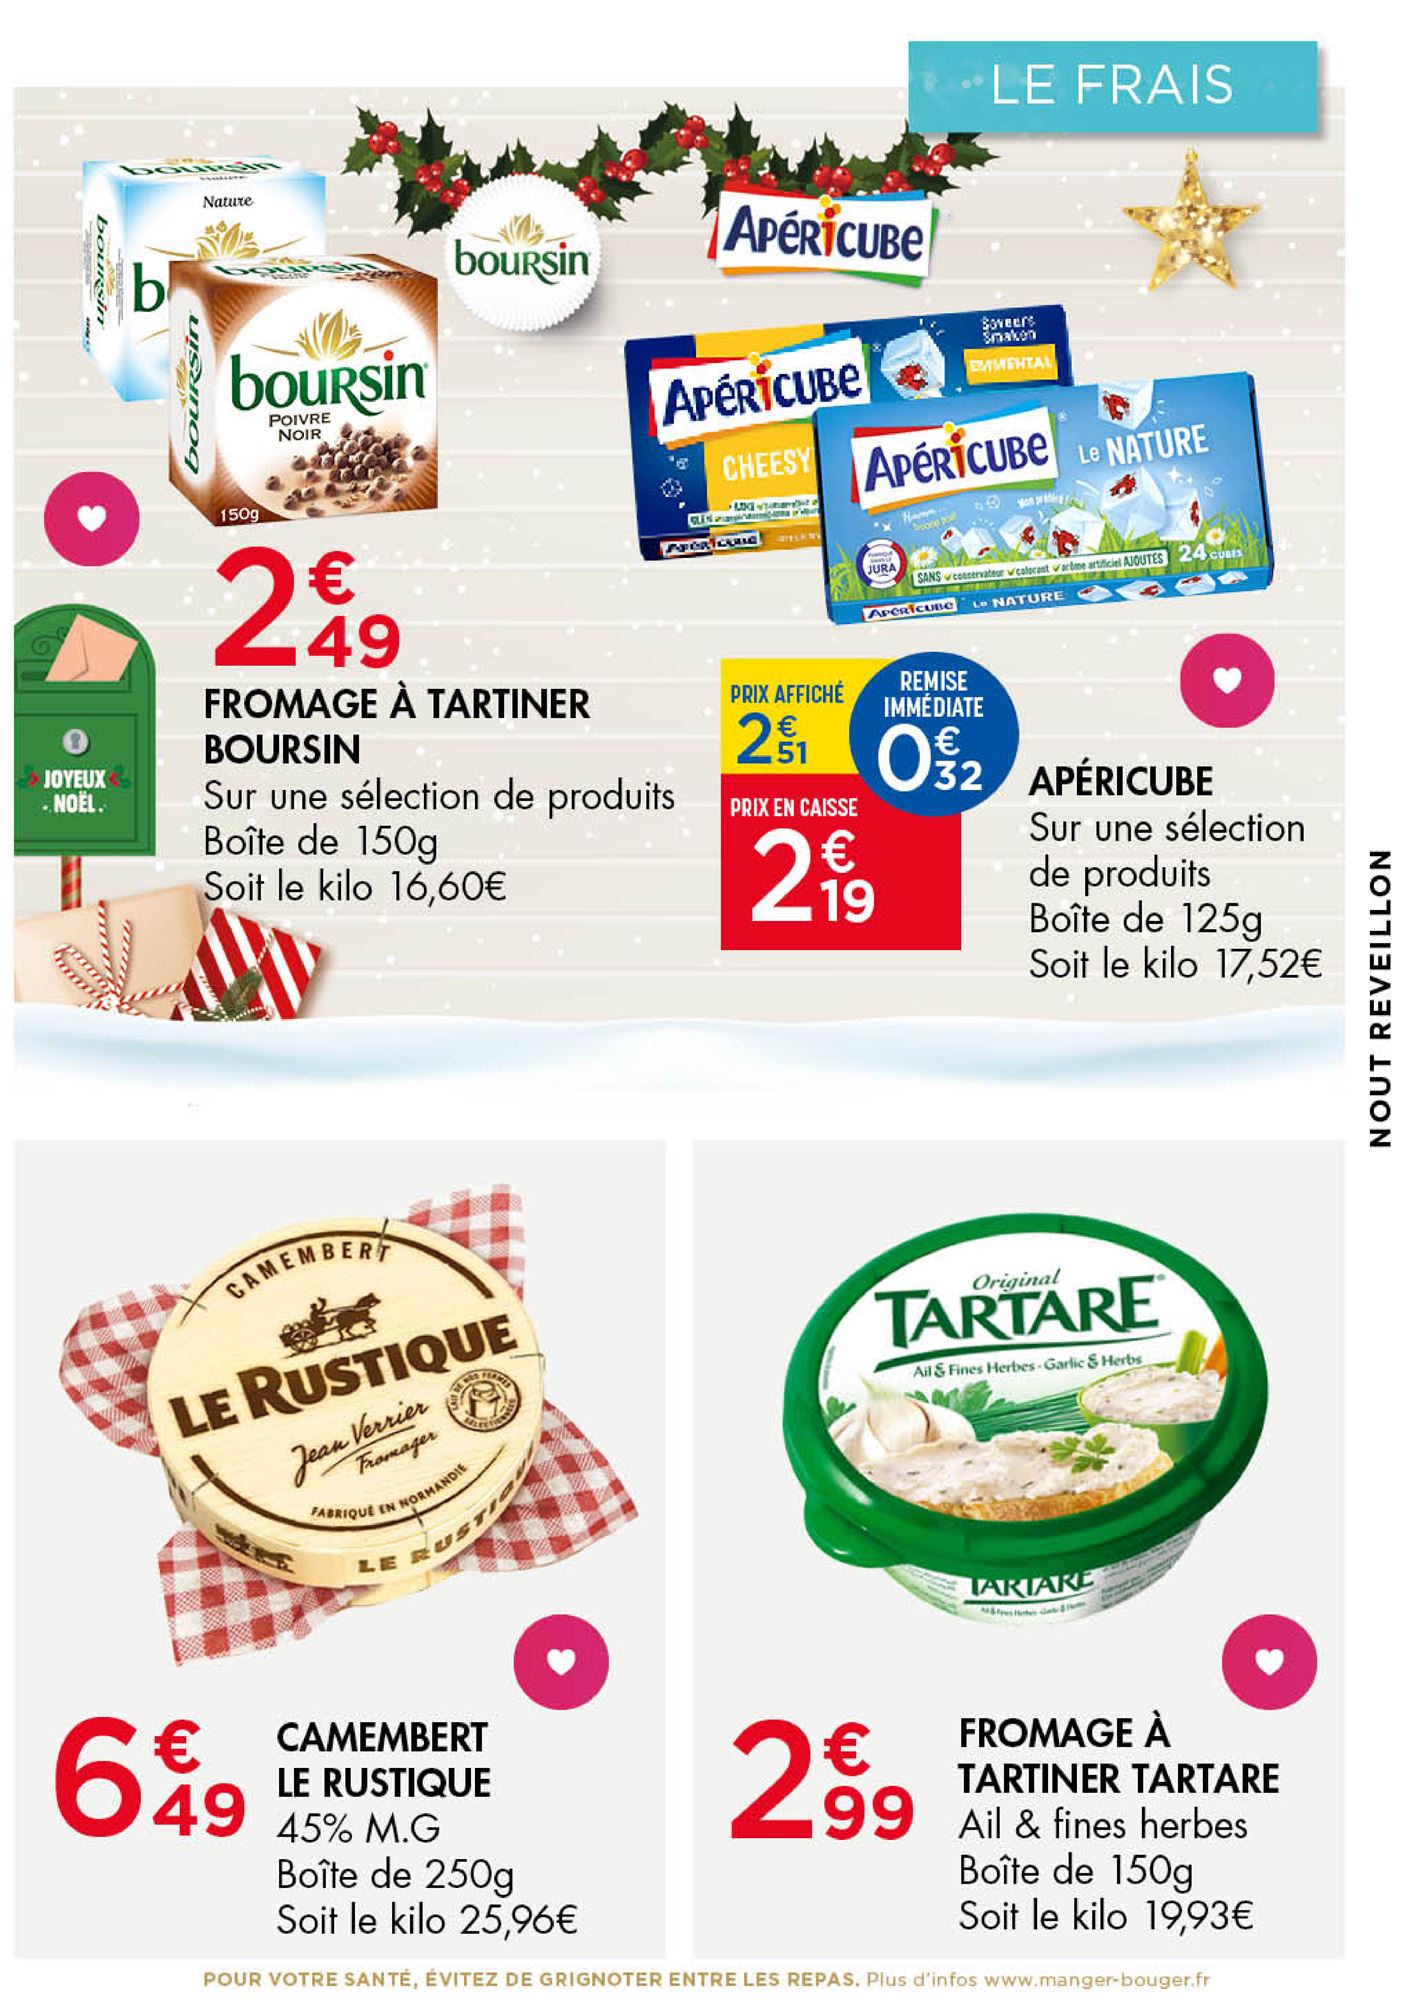 LE FRAIS
boursin
Nature
boursin
b
boursin
boursin
boursin
POIVRE
NOIR
150g
boursin
APÉRICUBE
APÉRICUBE
CHEESY
Saveurs
Smaken
EMMENTAL
APÉRICUBE
APÉRICUBE Le NATURE
Mon préféré
JURA
SANS conservateur colorant arôme artificiel AJOUTÉS
24 CUBES
APÉRICUBE Le NATURE
2€49
FROMAGE À TARTINER
BOURSIN
Sur une sélection de produits
Boîte de 150g
Soit le kilo 16,60€
JOYEUX
. NOËL .
PRIX AFFICHÉ
2€51
REMISE
IMMÉDIATE
0€32
PRIX EN CAISSE
2€19
APÉRICUBE
Sur une sélection
de produits
Boîte de 125g
Soit le kilo 17,52€
NOUT REVEILLON
CAMEMBERT
LE RUSTIQUE
Jean Verrier
Fromager
FABRIQUÉ EN NORMANDIE
LE RUSTIQUE
6€49
CAMEMBERT
LE RUSTIQUE
45% M.G
Boîte de 250g
Soit le kilo 25,96€
Original
TARTARE
Ail & Fines Herbes - Garlic & Herbs
TARTARE
2€99
FROMAGE À
TARTINER TARTARE
Ail & fines herbes
Boîte de 150g
Soit le kilo 19,93€
POUR VOTRE SANTÉ, ÉVITEZ DE GRIGNOTER ENTRE LES REPAS. Plus d'infos www.manger-bouger.fr